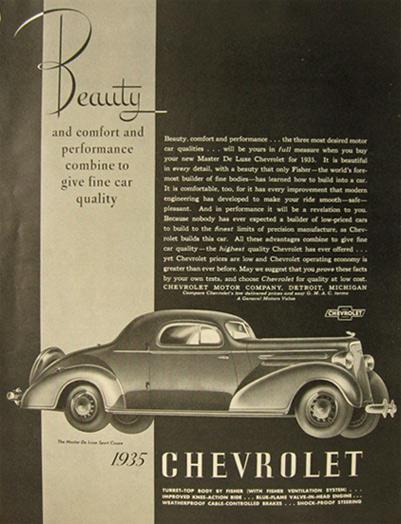 Beauty
and comfort and
performance
combine to
give fine car
quality
Beauty, comfort and performance . . . the three most desired motor
car qualities . . . will be yours in full measure when you buy
your new Master De Luxe Chevrolet for 1935. It is beautiful
in every detail, with a beauty that only Fisher—the world's fore-
most builder of fine bodies—has learned how to build into a car.
It is comfortable, too, for it has every improvement that modern
engineering has developed to make your ride smooth—safe—
pleasant. And in performance it will be a revelation to you.
Because nobody has ever expected a builder of low-priced cars
to build to the finest limits of precision manufacture, as Chev-
rolet builds this car. All these advantages combine to give fine
car quality—the highest quality Chevrolet has ever offered . . .
yet Chevrolet prices are low and Chevrolet operating economy is
greater than ever before. May we suggest that you prove these facts
by your own tests, and choose Chevrolet for quality at low cost.
CHEVROLET MOTOR COMPANY, DETROIT, MICHIGAN
Compare Chevrolet's low delivered prices and easy G. M. A. C. terms
A General Motors Value
CHEVROLET
The Master De Luxe Sport Coupe
1935 CHEVROLET
TURRET-TOP BODY BY FISHER (WITH FISHER VENTILATION SYSTEM) . . .
IMPROVED KNEE-ACTION RIDE . . . BLUE-FLAME VALVE-IN-HEAD ENGINE . . .
WEATHERPROOF CABLE-CONTROLLED BRAKES . . . SHOCK-PROOF STEERING